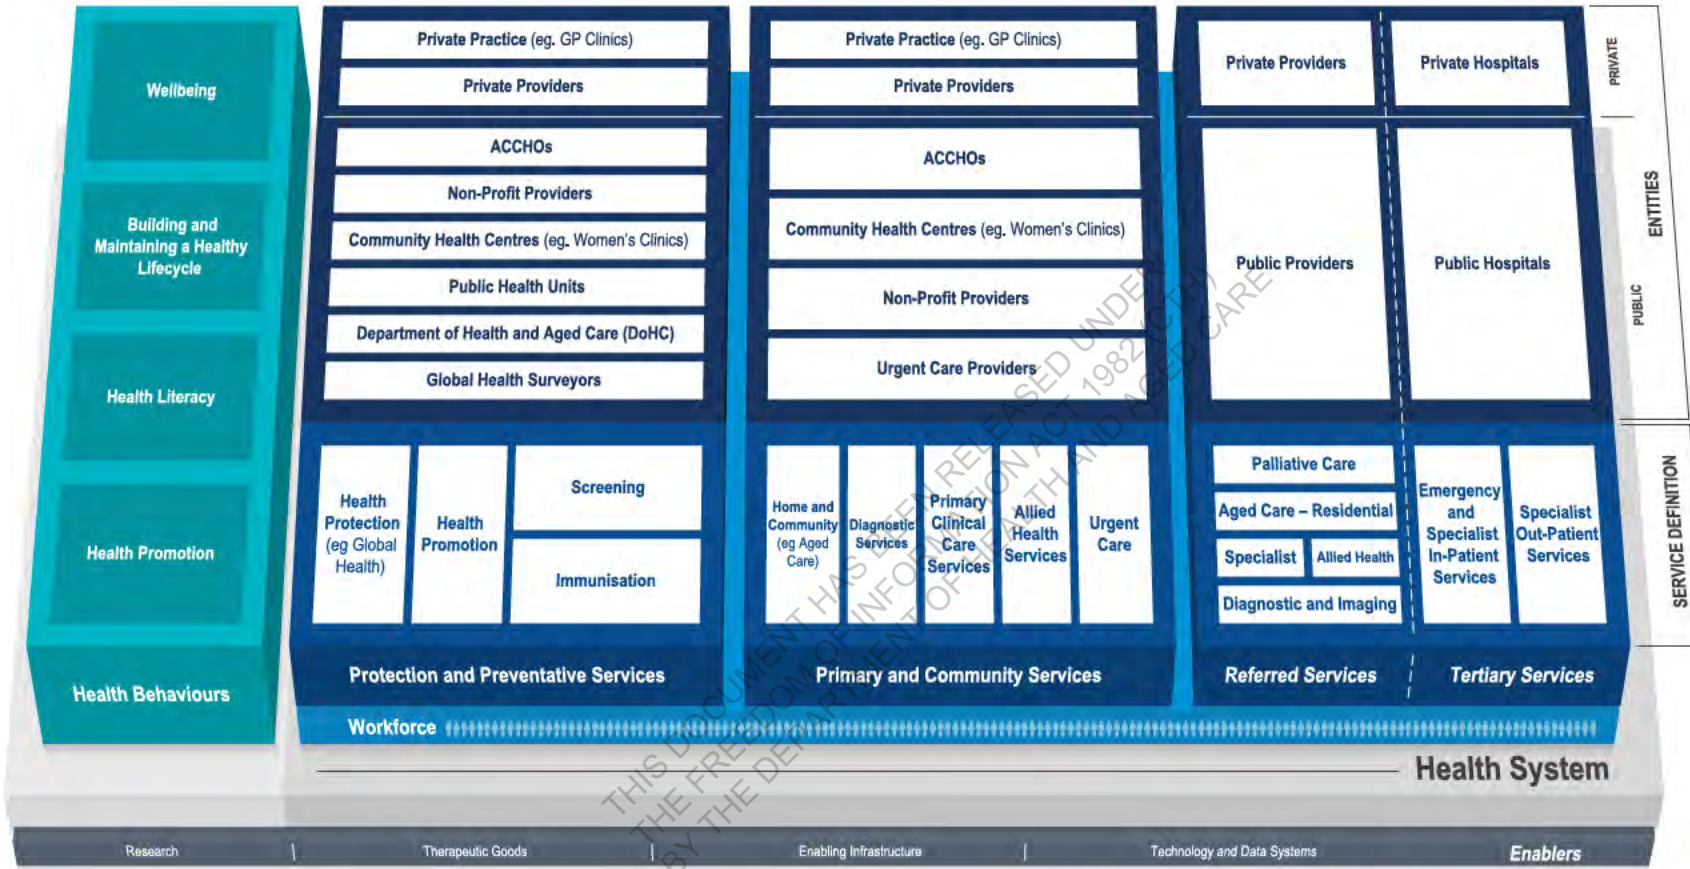 Wellbeing
Building and
Maintaining a Healthy
Lifecycle
Health Literacy
Health Promotion
Health Behaviours
Private Practice (eg. GP Clinics)
Private Providers
ACCHOs
Non-Profit Providers
Community Health Centres (eg. Women's Clinics)
Public Health Units
Department of Health and Aged Care (DoHC)
Global Health Surveyors
Health
Protection
(eg Global
Health)
Health
Promotion
Screening
Immunisation
Protection and Preventative Services
Private Practice (eg. GP Clinics)
Private Providers
ACCHOs
Community Health Centres (eg. Women's Clinics)
Non-Profit Providers
Urgent Care Providers
Home and
Community
(eg Aged
Care)
Diagnostic
Services
Primary
Clinical
Care
Services
Allied
Health
Services
Urgent
Care
Primary and Community Services
Private Providers
Public Providers
Palliative Care
Aged Care – Residential
Specialist
Allied Health
Diagnostic and Imaging
Referred Services
Private Hospitals
Public Hospitals
Emergency
and
Specialist
In-Patient
Services
Specialist
Out-Patient
Services
Tertiary Services
PRIVATE
PUBLIC
ENTITIES
SERVICE DEFINITION
Workforce
Health System
Research | Therapeutic Goods | Enabling Infrastructure | Technology and Data Systems Enablers
THIS DOCUMENT HAS BEEN RELEASED UNDER
THE FREEDOM OF INFORMATION ACT 1982 (CTH)
BY THE DEPARTMENT OF HEALTH AND AGED CARE